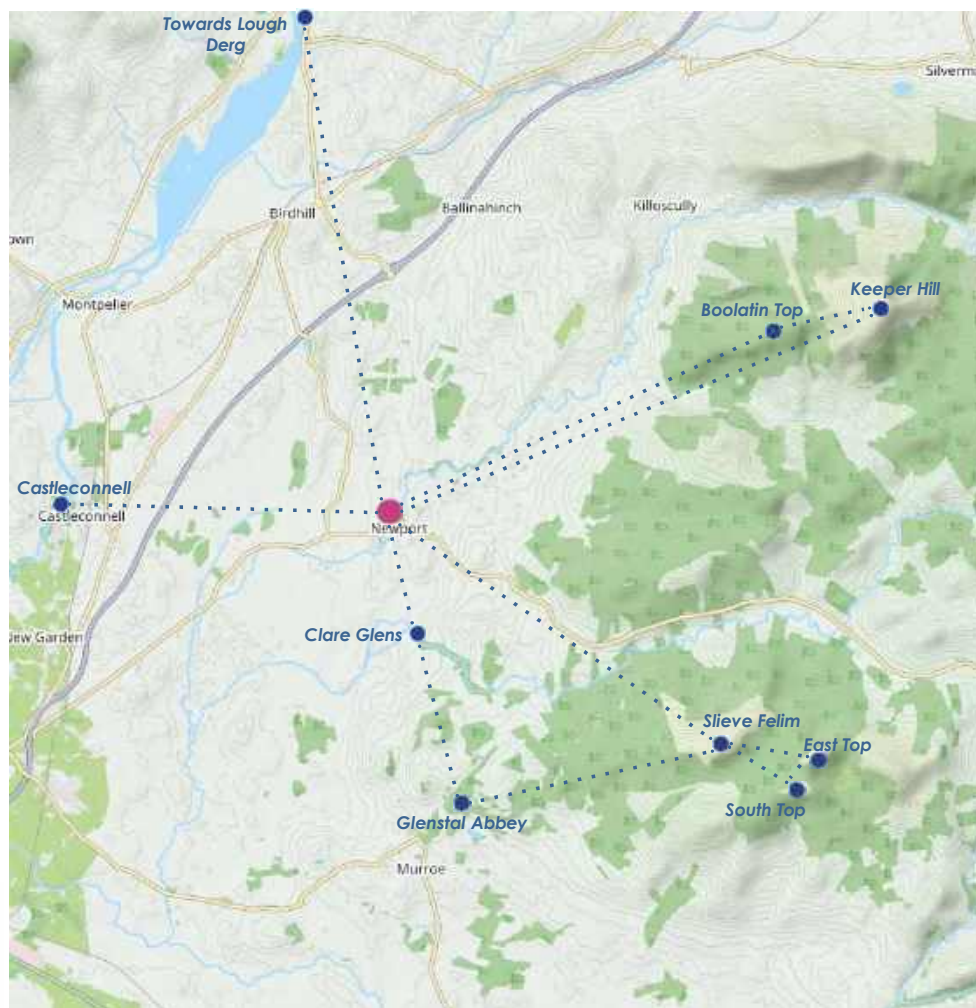 Towards Lough
Derg
Silverm
Birdhill
Ballinahinch
Killoscully
own
Montpelier
Keeper Hill
Boolatin Top
Castleconnell
Castleconnell
Newport
Clare Glens
New Garden
Slieve Felim
East Top
South Top
Glenstal Abbey
Murroe